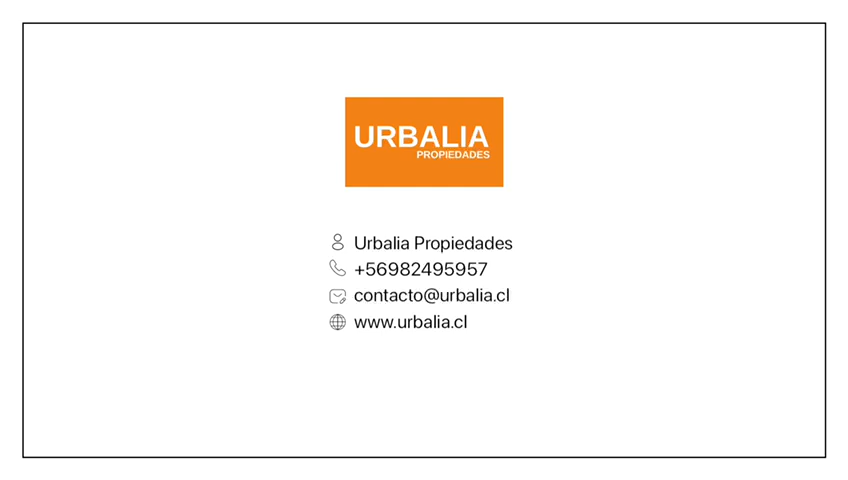 URBALIA
PROPIEDADES
Urbalia Propiedades
+56982495957
contacto@urbalia.cl
www.urbalia.cl